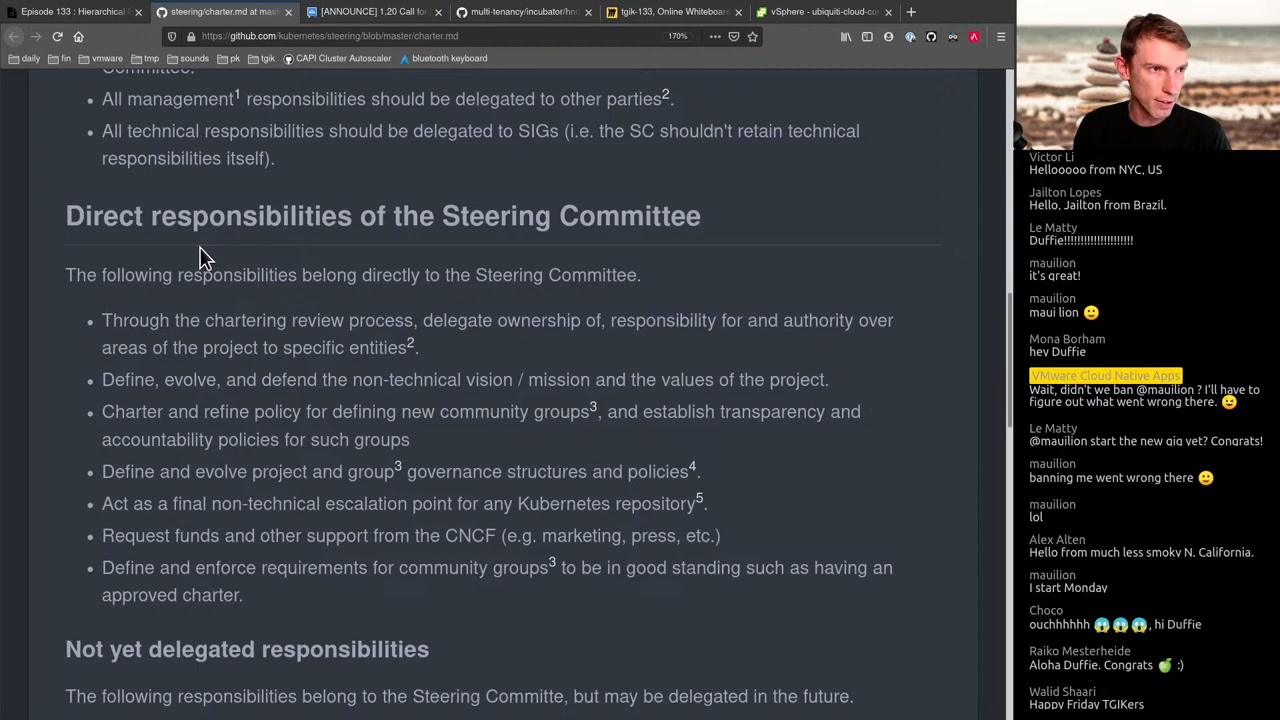 Episode 133 : Hierarchical N
steering/charter.md at mast
[ANNOUNCE] 1.20 Call for
multi-tenancy/incubator/hnc
tgik-133, Online Whiteboard
vSphere - ubiquiti-cloud-co
https://github.com/kubernetes/steering/blob/master/charter.md
170%
daily
fin
vmware
tmp
sounds
pk
tgik
CAPI Cluster Autoscaler
bluetooth keyboard
Committee.
• All management1 responsibilities should be delegated to other parties2.
• All technical responsibilities should be delegated to SIGs (i.e. the SC shouldn't retain technical
responsibilities itself).
Direct responsibilities of the Steering Committee
The following responsibilities belong directly to the Steering Committee.
• Through the chartering review process, delegate ownership of, responsibility for and authority over
areas of the project to specific entities2.
• Define, evolve, and defend the non-technical vision / mission and the values of the project.
• Charter and refine policy for defining new community groups3, and establish transparency and
accountability policies for such groups
• Define and evolve project and group3 governance structures and policies4.
• Act as a final non-technical escalation point for any Kubernetes repository5.
• Request funds and other support from the CNCF (e.g. marketing, press, etc.)
• Define and enforce requirements for community groups3 to be in good standing such as having an
approved charter.
Not yet delegated responsibilities
The following responsibilities belong to the Steering Committe, but may be delegated in the future.
Victor Li
Hellooooo from NYC, US
Jailton Lopes
Hello, Jailton from Brazil.
Le Matty
Duffie!!!!!!!!!!!!!!!!!!!!!
mauilion
it's great!
mauilion
maui lion 🙂
Mona Borham
hey Duffie
VMware Cloud Native Apps
Wait, didn't we ban @mauilion ? I'll have to
figure out what went wrong there. 😉
Le Matty
@mauilion start the new gig yet? Congrats!
mauilion
banning me went wrong there 🙂
mauilion
lol
Alex Alten
Hello from much less smoky N. California.
mauilion
I start Monday
Choco
ouchhhhhh 😱😱😱, hi Duffie
Raiko Mesterheide
Aloha Duffie. Congrats 🍏 :)
Walid Shaari
Happy Friday TGIKers